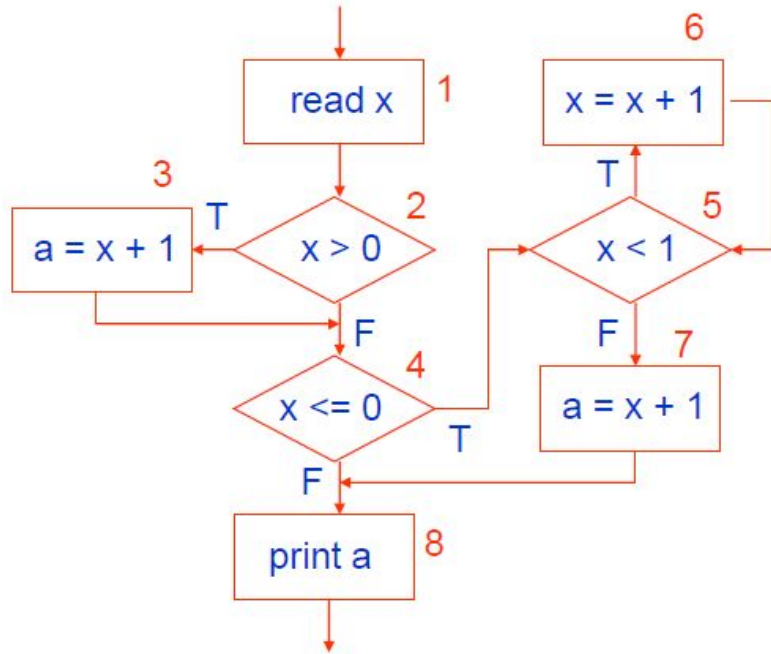 read x
1
x > 0
2
T
F
a = x + 1
3
x <= 0
4
T
F
x < 1
5
T
F
x = x + 1
6
a = x + 1
7
print a
8